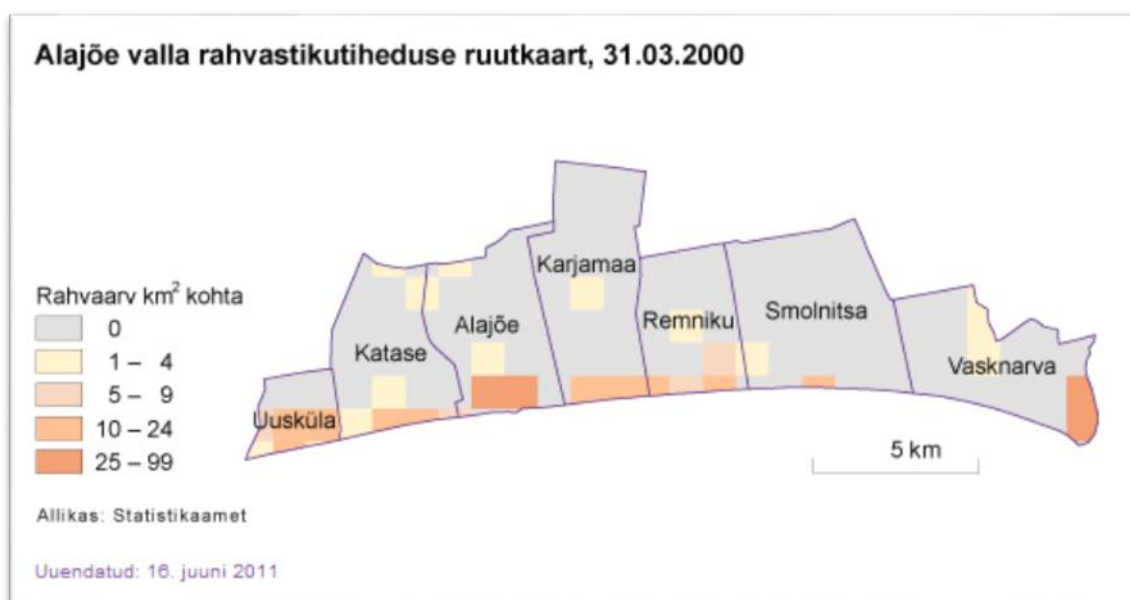 Alajõe valla rahvastikutiheduse ruutkaart, 31.03.2000
Karjamaa
Rahvaarv km² kohta
0
1 – 4
5 – 9
10 – 24
25 – 99
Alajõe
Remniku
Smolnitsa
Katase
Vasknarva
Uusküla
5 km
Allikas: Statistikaamet
Uuendatud: 16. juuni 2011